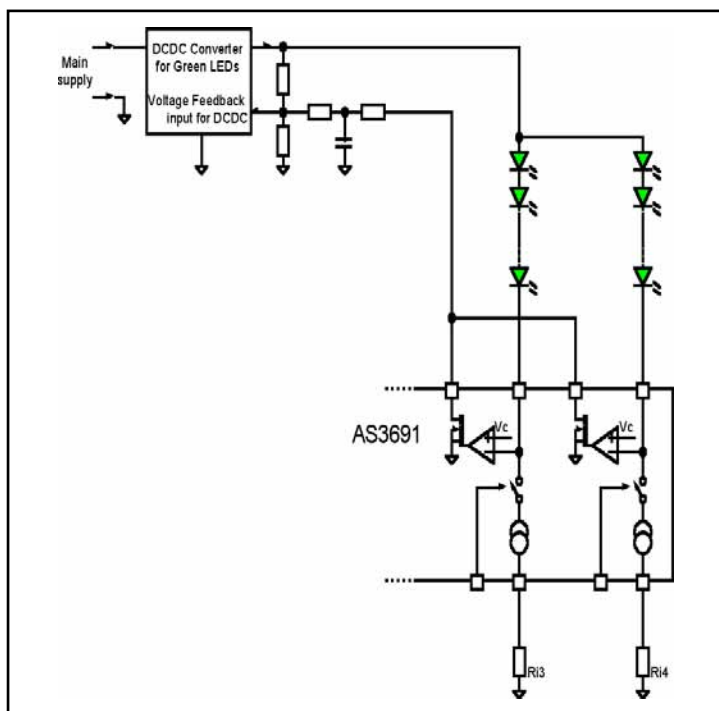 DCDC Converter
for Green LEDs
Main
supply
Voltage Feedback
input for DCDC
AS3691
Vc
Vc
Ri3
Ri4